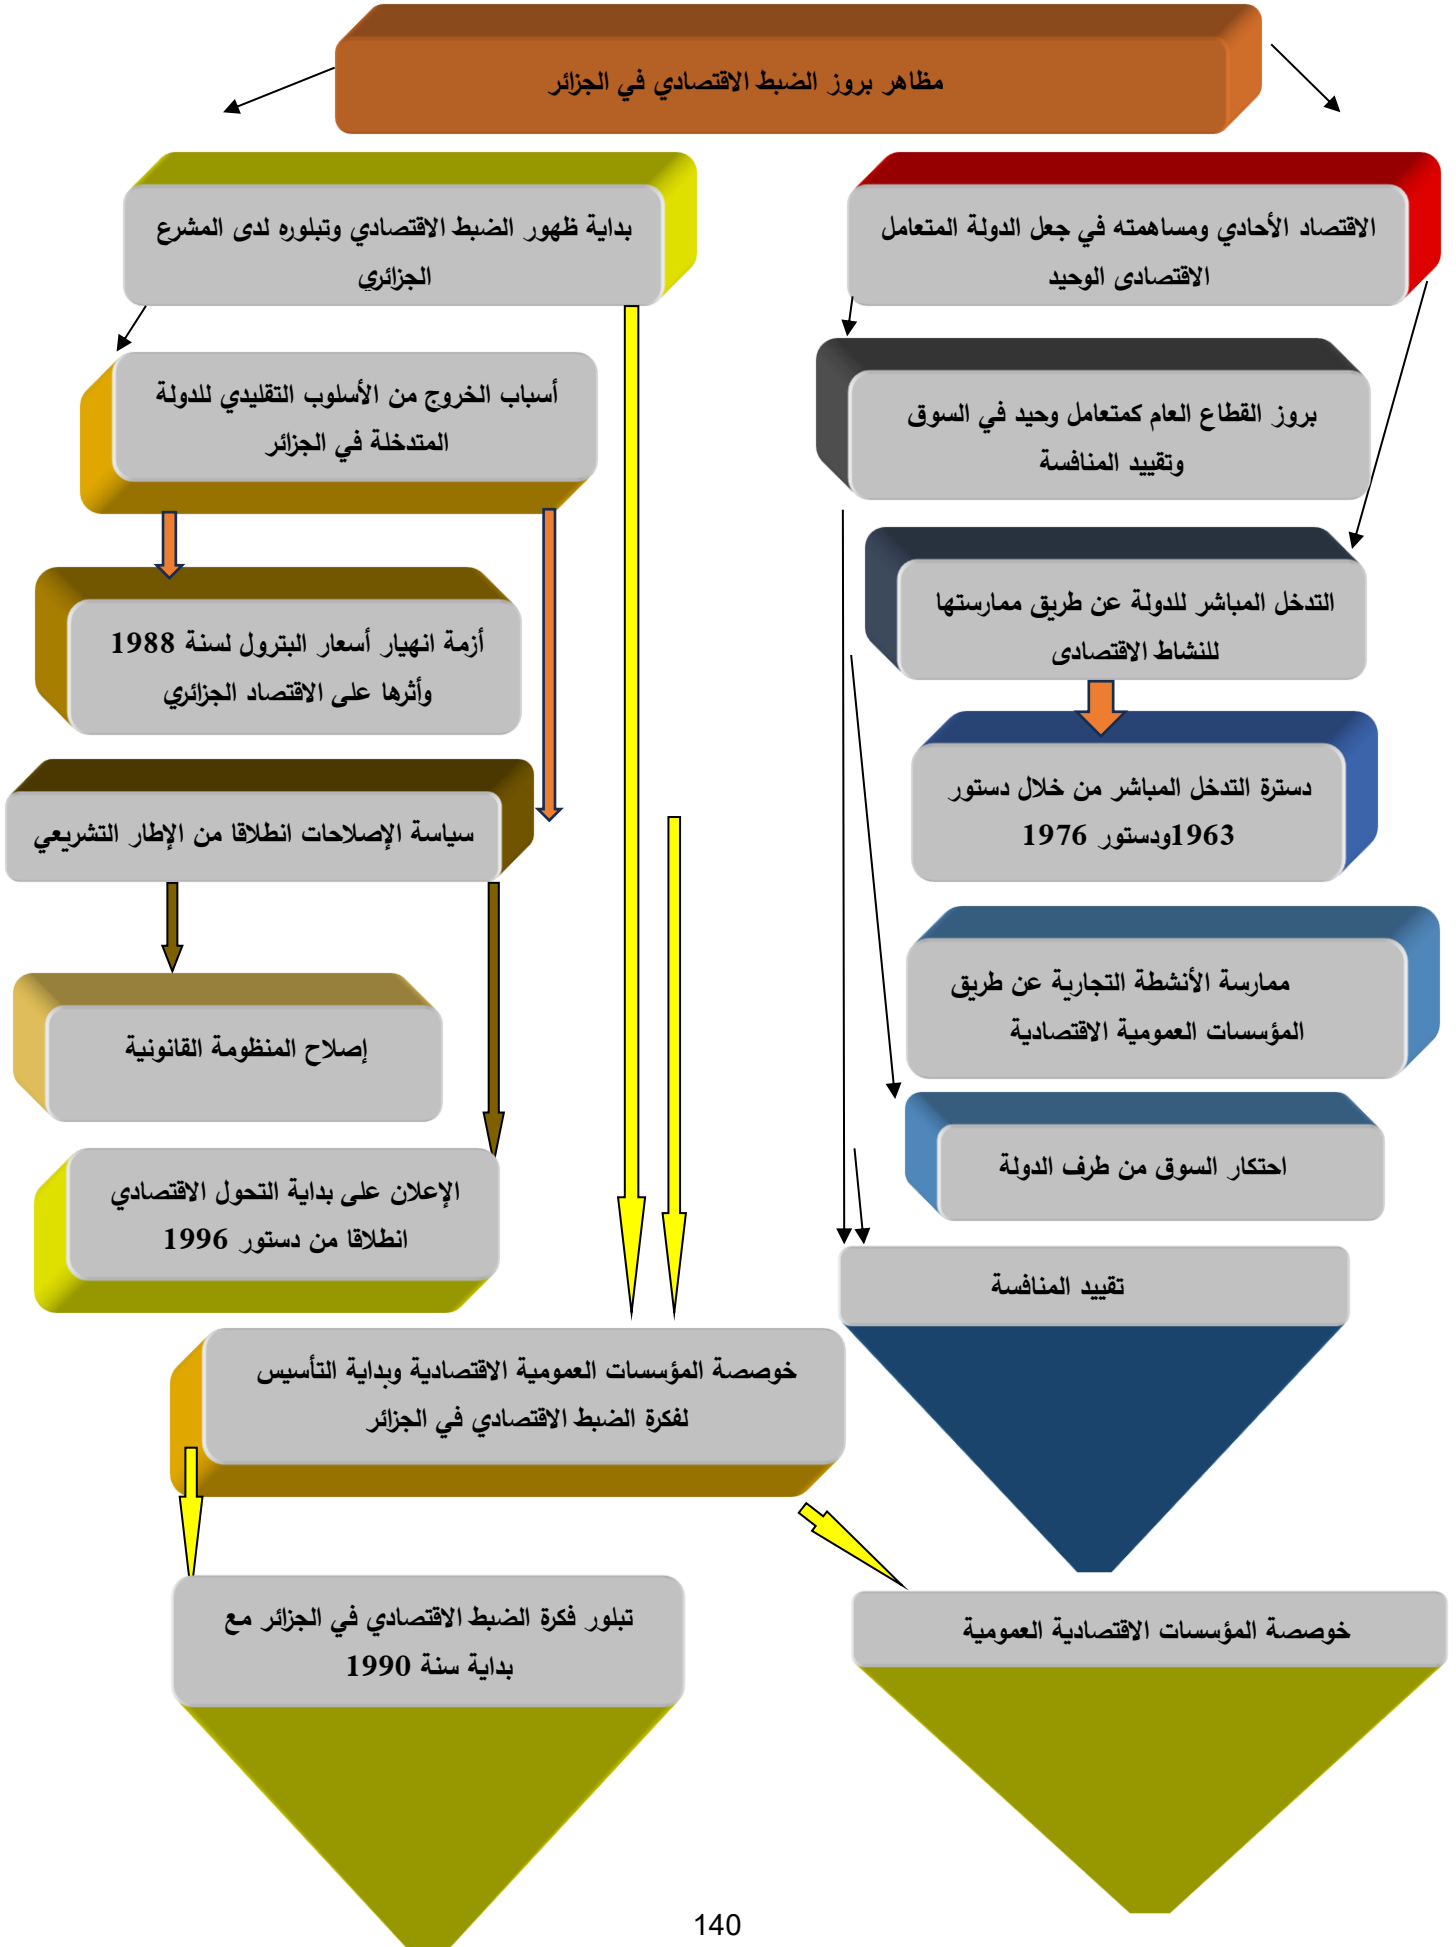 مظاهر بروز الضبط الاقتصادي في الجزائر
الاقتصاد الأحادي ومساهمته في جعل الدولة المتعامل
الاقتصادى الوحيد
بروز القطاع العام كمتعامل وحيد في السوق
وتقييد المنافسة
التدخل المباشر للدولة عن طريق ممارستها
للنشاط الاقتصادى
دسترة التدخل المباشر من خلال دستور
1963ودستور 1976
ممارسة الأنشطة التجارية عن طريق
المؤسسات العمومية الاقتصادية
احتكار السوق من طرف الدولة
تقييد المنافسة
بداية ظهور الضبط الاقتصادي وتبلوره لدى المشرع
الجزائري
أسباب الخروج من الأسلوب التقليدي للدولة
المتدخلة في الجزائر
أزمة انهيار أسعار البترول لسنة 1988
وأثرها على الاقتصاد الجزائري
سياسة الإصلاحات انطلاقا من الإطار التشريعي
إصلاح المنظومة القانونية
الإعلان على بداية التحول الاقتصادي
انطلاقا من دستور 1996
خوصصة المؤسسات العمومية الاقتصادية وبداية التأسيس
لفكرة الضبط الاقتصادي في الجزائر
خوصصة المؤسسات الاقتصادية العمومية
تبلور فكرة الضبط الاقتصادي في الجزائر مع
بداية سنة 1990
140